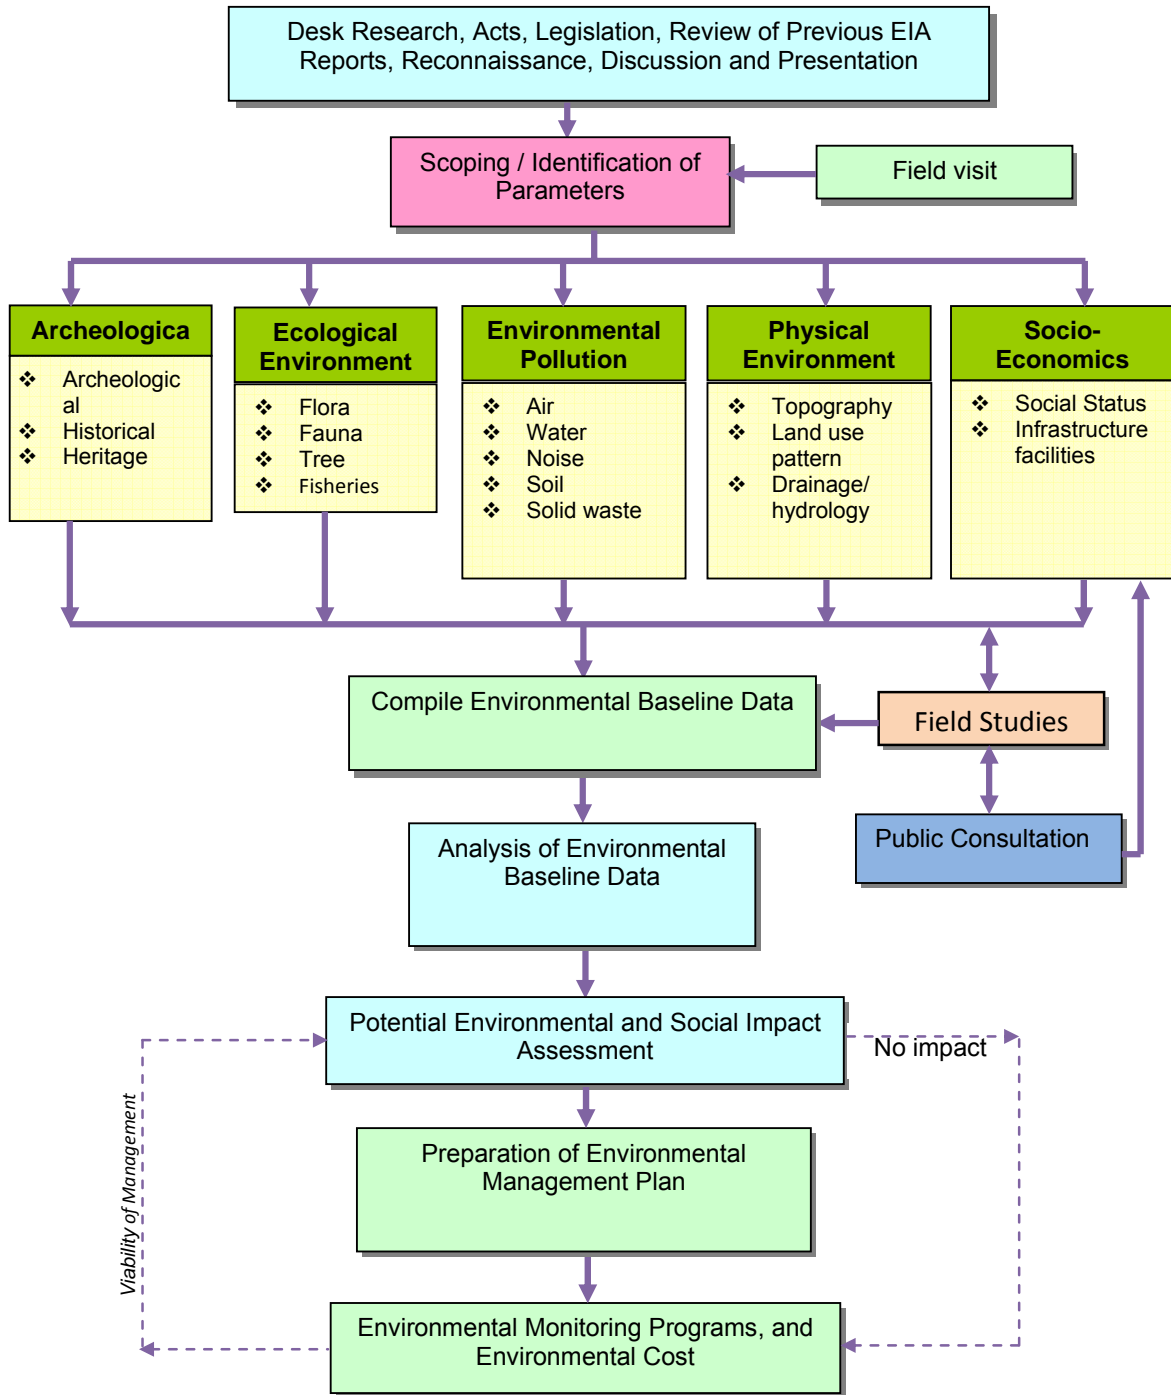 Desk Research, Acts, Legislation, Review of Previous EIA
Reports, Reconnaissance, Discussion and Presentation
Scoping / Identification of
Parameters
Field visit
Archeologica
❖ Archeologic
al
❖ Historical
❖ Heritage
Ecological
Environment
❖ Flora
❖ Fauna
❖ Tree
❖ Fisheries
Environmental
Pollution
❖ Air
❖ Water
❖ Noise
❖ Soil
❖ Solid waste
Physical
Environment
❖ Topography
❖ Land use
pattern
❖ Drainage/
hydrology
Socio-
Economics
❖ Social Status
❖ Infrastructure
facilities
Compile Environmental Baseline Data
Field Studies
Public Consultation
Analysis of Environmental
Baseline Data
Potential Environmental and Social Impact
Assessment
No impact
Viability of Management
Preparation of Environmental
Management Plan
Environmental Monitoring Programs, and
Environmental Cost